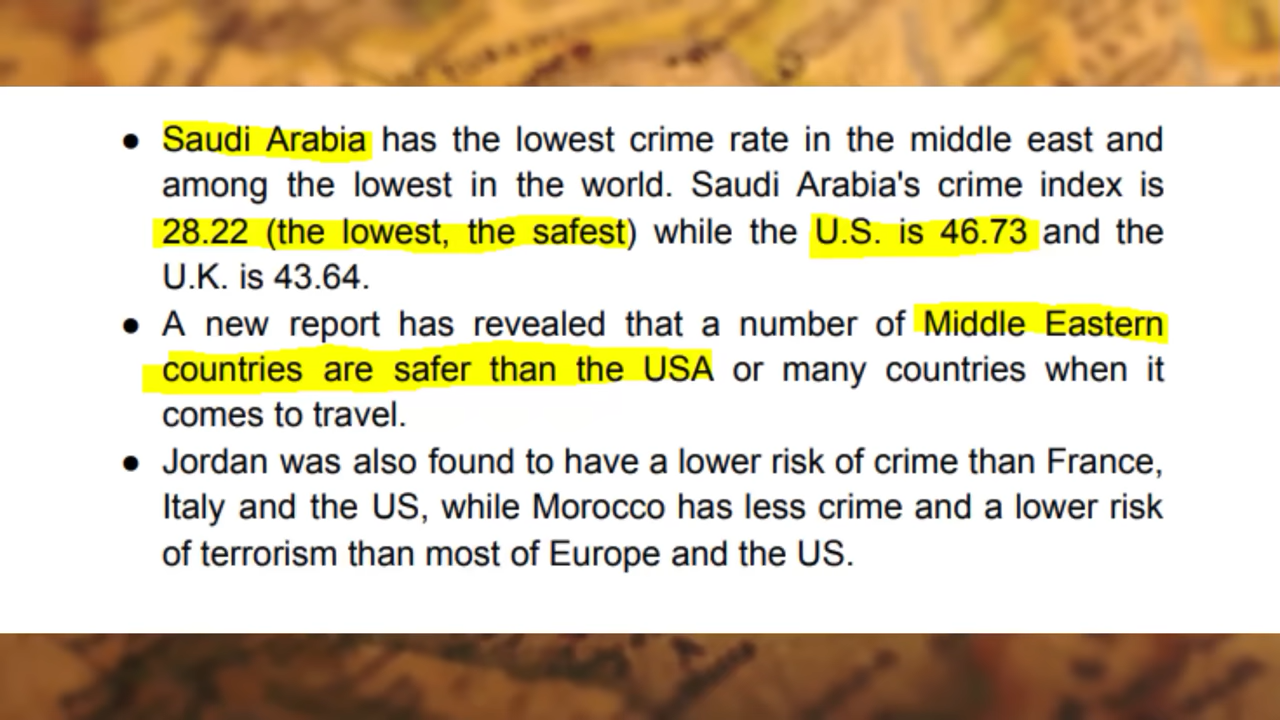 ● Saudi Arabia has the lowest crime rate in the middle east and
among the lowest in the world. Saudi Arabia's crime index is
28.22 (the lowest, the safest) while the U.S. is 46.73 and the
U.K. is 43.64.
● A new report has revealed that a number of Middle Eastern
countries are safer than the USA or many countries when it
comes to travel.
● Jordan was also found to have a lower risk of crime than France,
Italy and the US, while Morocco has less crime and a lower risk
of terrorism than most of Europe and the US.